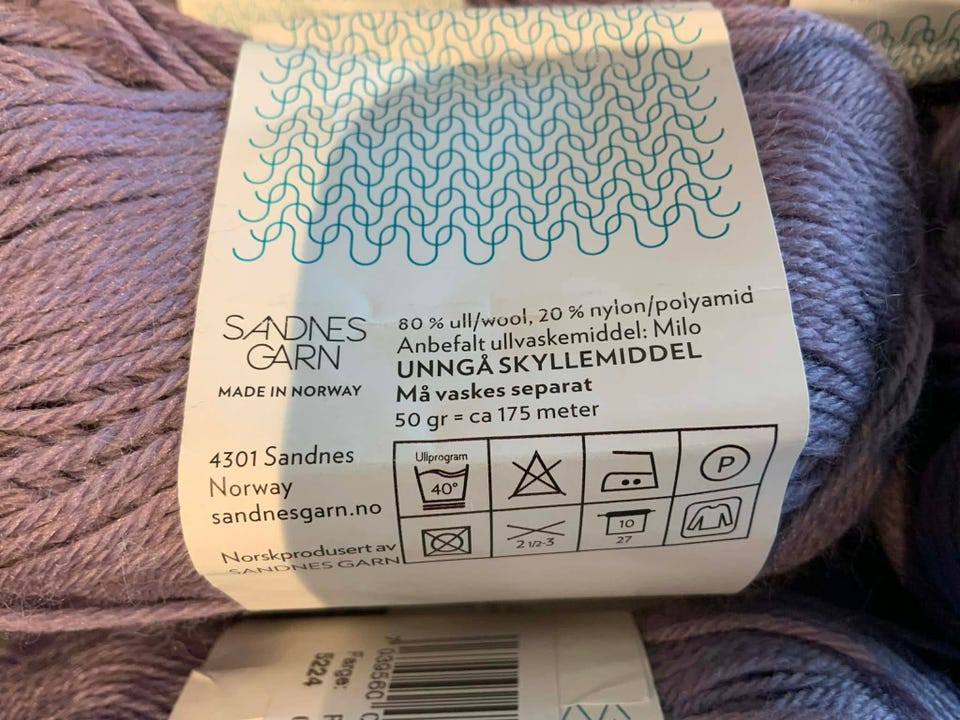 SANDNES
GARN
MADE IN NORWAY
80 % ull/wool, 20 % nylon/polyamid
Anbefalt ullvaskemiddel: Milo
UNNGÅ SKYLLEMIDDEL
Må vaskes separat
50 gr = ca 175 meter
4301 Sandnes
Norway
sandnesgarn.no
Norskprodusert av
SANDNES GARN
Ullprogram
40°
P
2 1/2-3
10
27
Farge:
5224